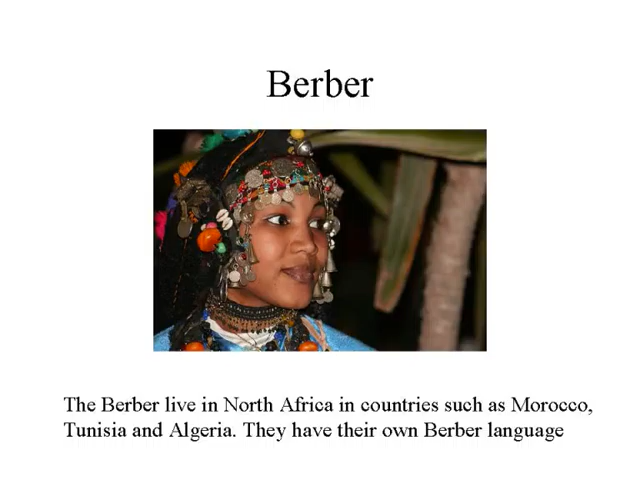 Berber
The Berber live in North Africa in countries such as Morocco,
Tunisia and Algeria. They have their own Berber language